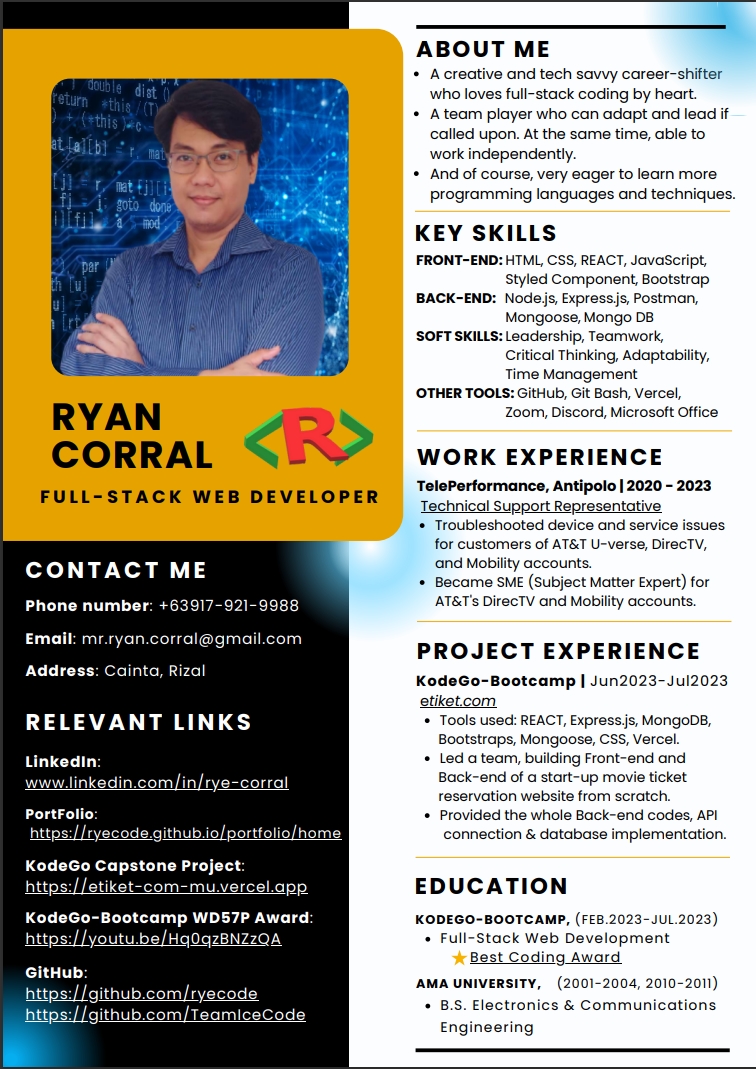 double dist (
return *this /(T)
+ (*this) * c
at [a][b]
r, mat
[j] = r, mat [j][i
i[fj] ; goto done
a = mod
par (
RYAN
CORRAL
<R>
FULL-STACK WEB DEVELOPER
CONTACT ME
Phone number: +63917-921-9988
Email: mr.ryan.corral@gmail.com
Address: Cainta, Rizal
RELEVANT LINKS
LinkedIn:
www.linkedin.com/in/rye-corral
PortFolio:
https://ryecode.github.io/portfolio/home
KodeGo Capstone Project:
https://etiket-com-mu.vercel.app
KodeGo-Bootcamp WD57P Award:
https://youtu.be/Hq0qzBNZzQA
GitHub:
https://github.com/ryecode
https://github.com/TeamIceCode
ABOUT ME
• A creative and tech savvy career-shifter
who loves full-stack coding by heart.
• A team player who can adapt and lead if
called upon. At the same time, able to
work independently.
• And of course, very eager to learn more
programming languages and techniques.
KEY SKILLS
FRONT-END: HTML, CSS, REACT, JavaScript,
Styled Component, Bootstrap
BACK-END: Node.js, Express.js, Postman,
Mongoose, Mongo DB
SOFT SKILLS: Leadership, Teamwork,
Critical Thinking, Adaptability,
Time Management
OTHER TOOLS: GitHub, Git Bash, Vercel,
Zoom, Discord, Microsoft Office
WORK EXPERIENCE
TelePerformance, Antipolo | 2020 - 2023
Technical Support Representative
• Troubleshooted device and service issues
for customers of AT&T U-verse, DirecTV,
and Mobility accounts.
• Became SME (Subject Matter Expert) for
AT&T's DirecTV and Mobility accounts.
PROJECT EXPERIENCE
KodeGo-Bootcamp | Jun2023-Jul2023
etiket.com
• Tools used: REACT, Express.js, MongoDB,
Bootstraps, Mongoose, CSS, Vercel.
• Led a team, building Front-end and
Back-end of a start-up movie ticket
reservation website from scratch.
• Provided the whole Back-end codes, API
connection & database implementation.
EDUCATION
KODEGO-BOOTCAMP, (FEB.2023-JUL.2023)
• Full-Stack Web Development
Best Coding Award
AMA UNIVERSITY, (2001-2004, 2010-2011)
• B.S. Electronics & Communications
Engineering